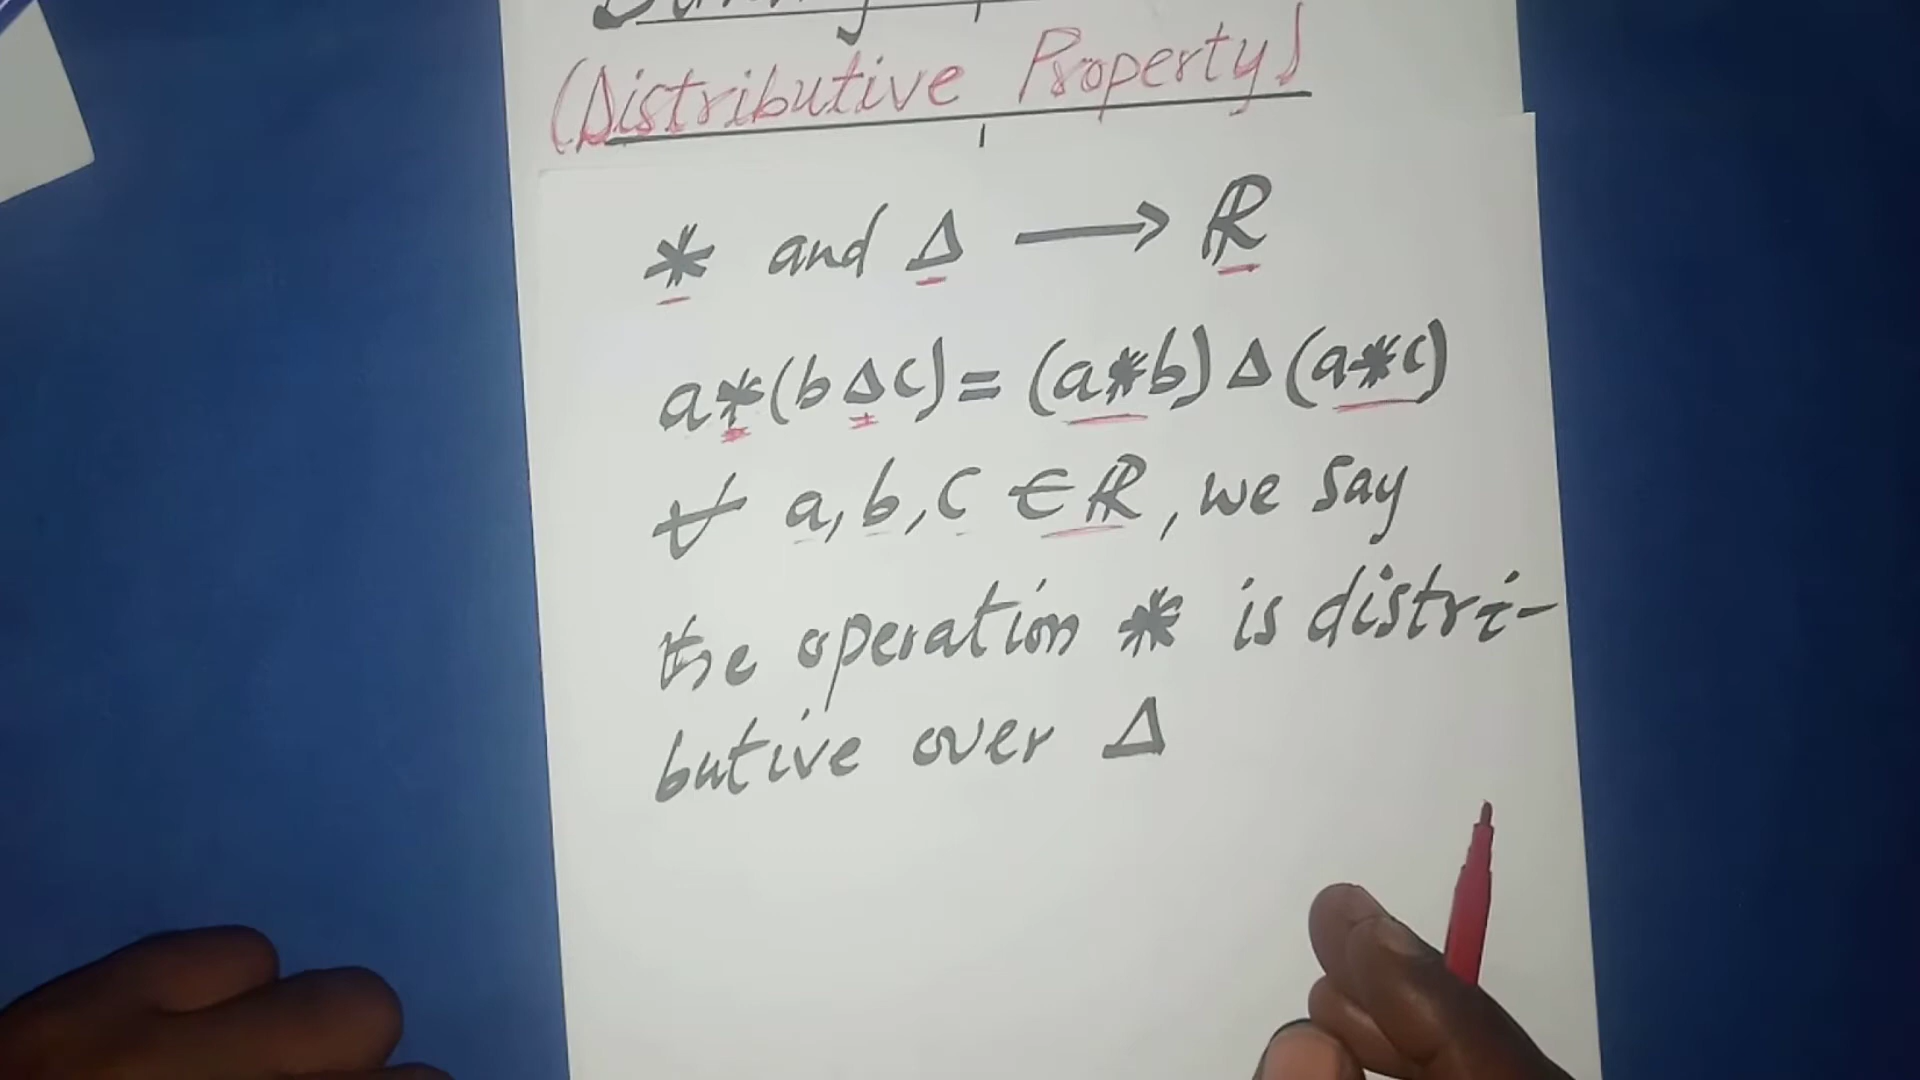 (Distributive Property)
* and Δ ⟶ ℝ
a*(bΔc)=(a*b)Δ(a*c)
∀ a,b,c ∈ ℝ, we say
the operation * is distri-
butive over Δ